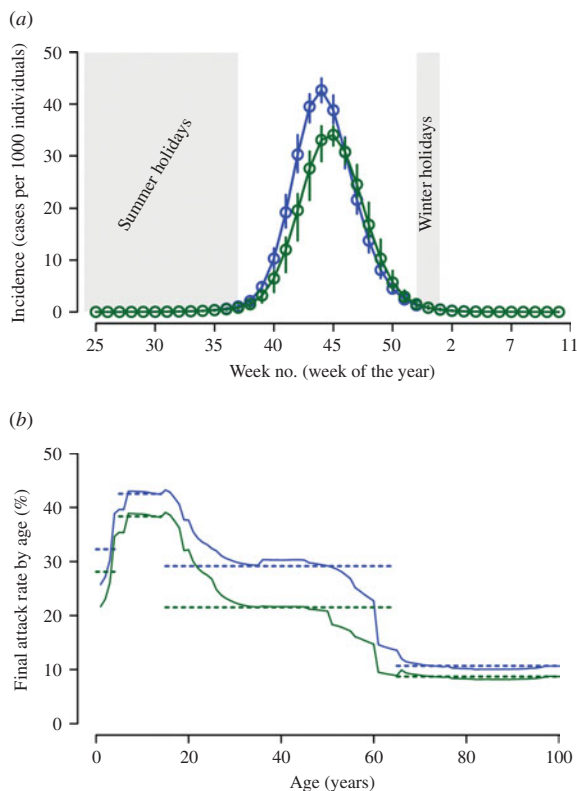 (a)
50
40
30
20
10
0
Incidence (cases per 1000 individuals)
Summer holidays
Winter holidays
25 30 35 40 45 50 2 7 11
Week no. (week of the year)
(b)
50
40
30
20
10
0
Final attack rate by age (%)
0 20 40 60 80 100
Age (years)